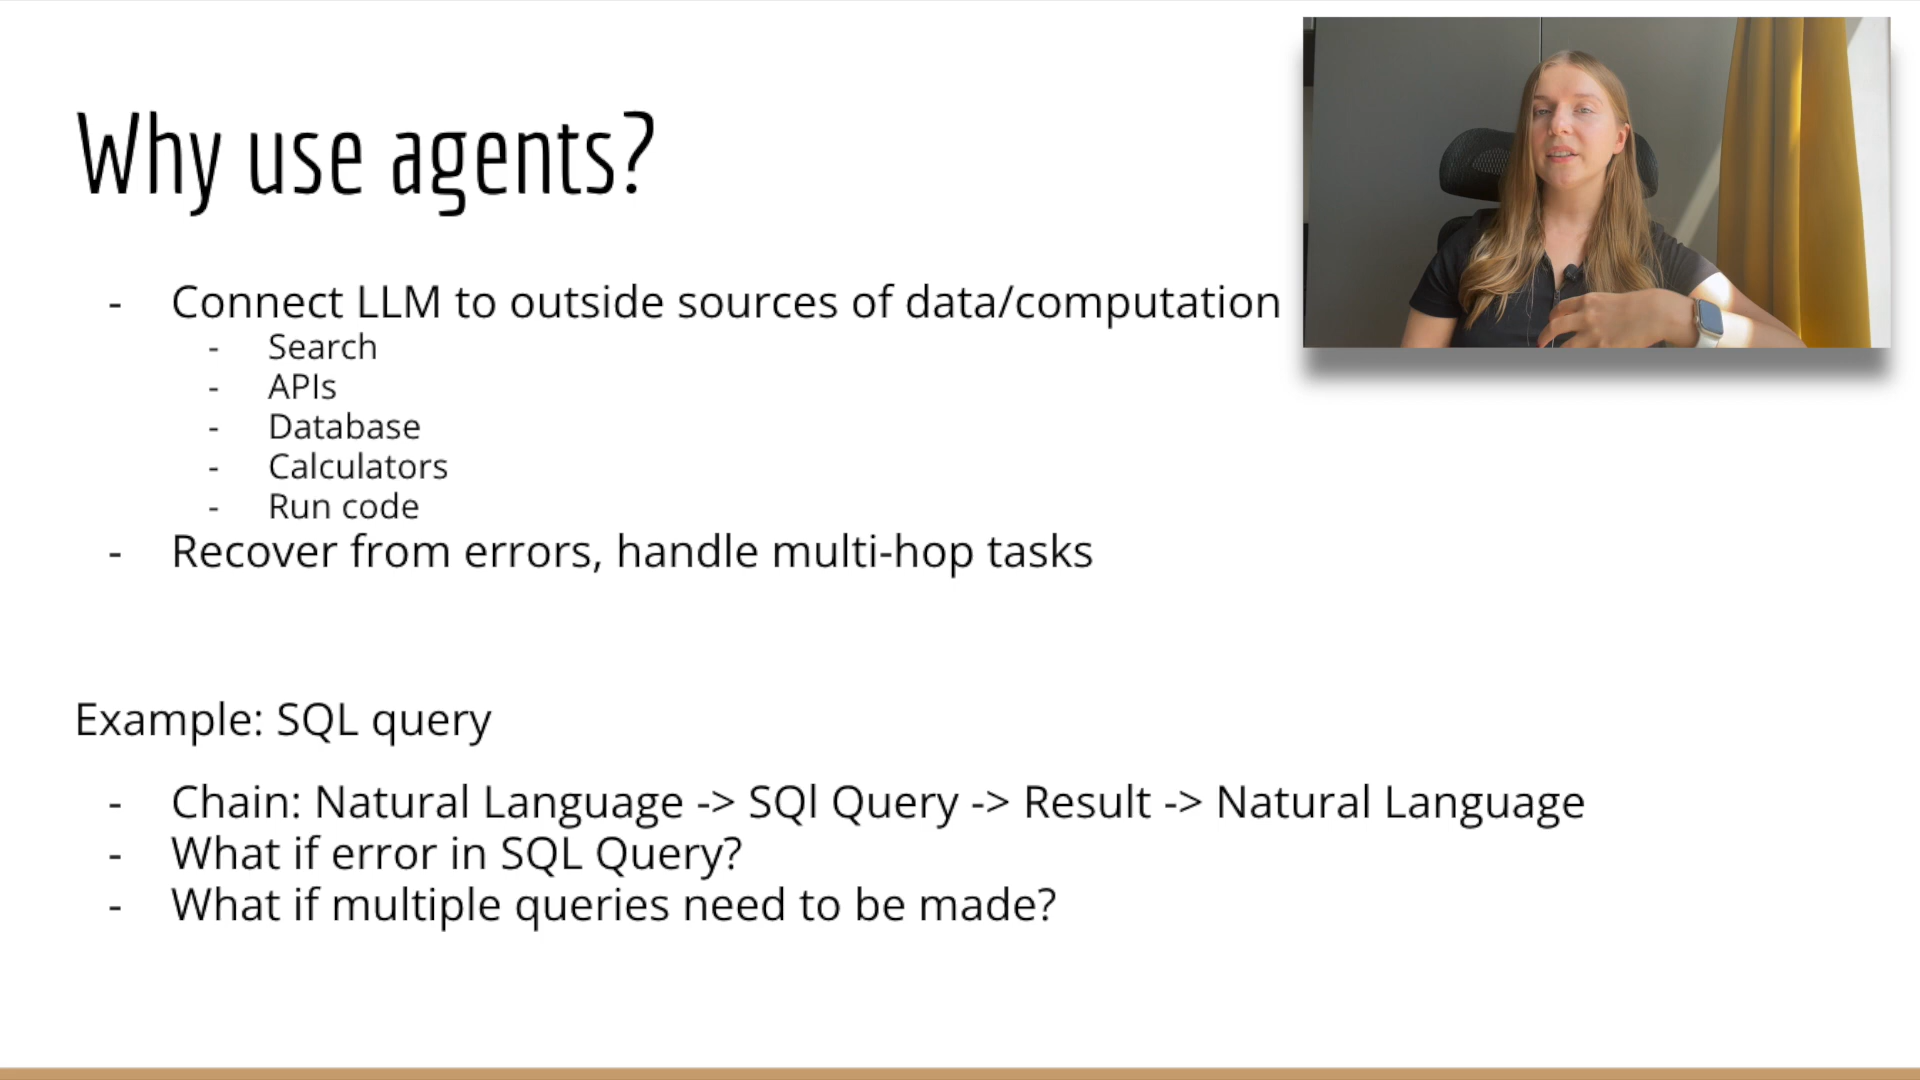 Why use agents?
- Connect LLM to outside sources of data/computation
- Search
- APIs
- Database
- Calculators
- Run code
- Recover from errors, handle multi-hop tasks
Example: SQL query
- Chain: Natural Language -> SQl Query -> Result -> Natural Language
- What if error in SQL Query?
- What if multiple queries need to be made?